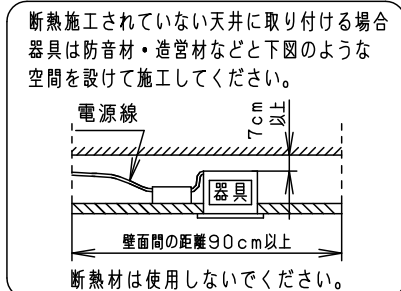 断熱施工されていない天井に取り付ける場合
器具は防音材・造営材などと下図のような
空間を設けて施工してください。
電源線
7cm
以上
器具
壁面間の距離90cm以上
断熱材は使用しないでください。